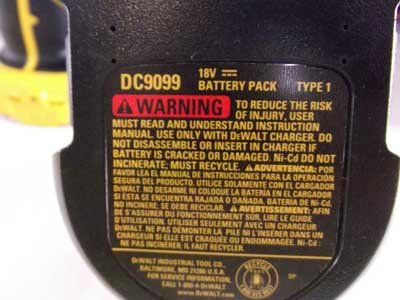 18V
DC9099 BATTERY PACK TYPE 1
WARNING TO REDUCE THE RISK
OF INJURY, USER
MUST READ AND UNDERSTAND INSTRUCTION
MANUAL. USE ONLY WITH DEWALT CHARGER. DO
NOT DISASSEMBLE OR INSERT IN CHARGER IF
BATTERY IS CRACKED OR DAMAGED. Ni-Cd DO NOT
INCINERATE; MUST RECYCLE. ADVERTENCIA: POR
FAVOR LEA EL MANUAL DE INSTRUCCIONES PARA LA OPERACION
SEGURA DEL PRODUCTO. UTILICE SOLAMENTE CON EL CARGADOR
DEWALT. NO DESARME NI COLOQUE LA BATERIA EN EL CARGADOR
SI ESTA SE ENCUENTRA RAJADA O DAÑADA. BATERIA DE Ni-Cd,
NO INCINERE. SE DEBE RECICLAR. AVERTISSEMENT: AFIN
DE S'ASSURER DU FONCTIONNEMENT SUR, LIRE LE GUIDE
D'UTILISATION. UTILISER SEULEMENT AVEC UN CHARGEUR
DEWALT. NE PAS DEMONTER LA PILE NI L'INSERER DANS UN
CHARGEUR SI ELLE EST CRAQUÉE OU ENDOMMAGEE. Ni-Cd:
NE PAS INCINÉRER. IL FAUT RECYCLER.
DEWALT INDUSTRIAL TOOL CO.,
BALTIMORE, MD 21286 U.S.A.
FOR SERVICE INFORMATION,
CALL 1-800-4-DEWALT
www.DEWALT.com
RECYCLE